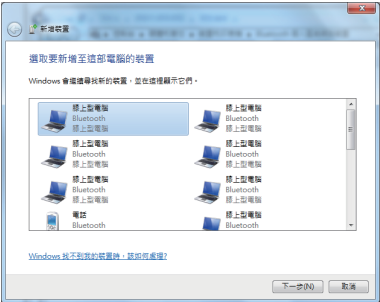 新增裝置
選取要新增至這部電腦的裝置
Windows 會繼續尋找新的裝置，並在這裡顯示它們。
膝上型電腦
Bluetooth
膝上型電腦
膝上型電腦
Bluetooth
膝上型電腦
膝上型電腦
Bluetooth
膝上型電腦
膝上型電腦
Bluetooth
膝上型電腦
膝上型電腦
Bluetooth
膝上型電腦
膝上型電腦
Bluetooth
膝上型電腦
電話
Bluetooth
膝上型電腦
Bluetooth
Windows 找不到我的裝置時，該如何處理?
下一步(N)
取消